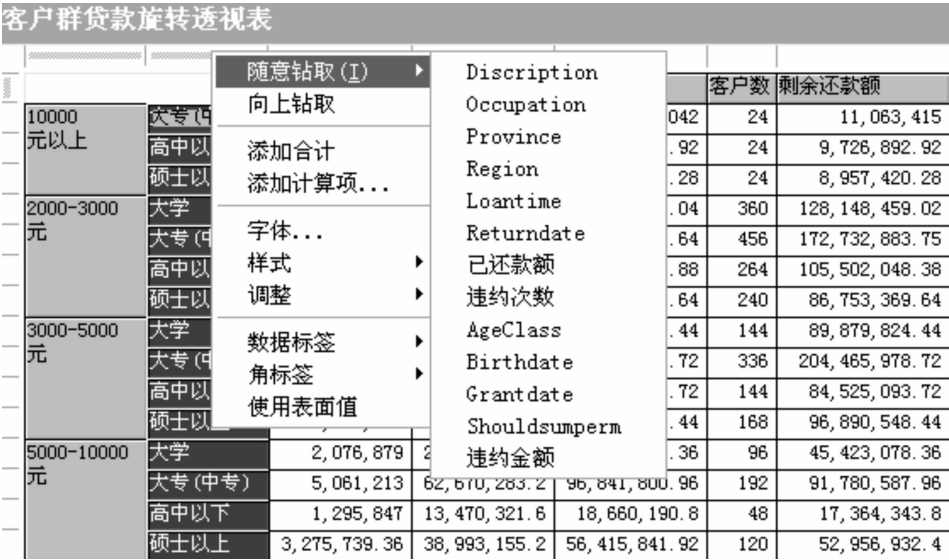 客户群贷款旋转透视表
客户数 剩余还款额
随意钻取(I)
向上钻取
添加合计
添加计算项...
字体...
样式
调整
数据标签
角标签
使用表面值
Discription
Occupation
Province
Region
Loantime
Returndate
已还款额
违约次数
AgeClass
Birthdate
Grantdate
Shouldsumperm
违约金额
10000
元以上
大专(中 042 24 11,063,415
高中以 .92 24 9,726,892.92
硕士以 .28 24 8,957,420.28
2000-3000
元
大学 .04 360 128,148,459.02
大专(中 .64 456 172,732,883.75
高中以 .88 264 105,502,048.38
硕士以 .64 240 86,753,369.64
3000-5000
元
大学 .44 144 89,879,824.44
大专(中 .72 336 204,465,978.72
高中以 .72 144 84,525,093.72
硕士以 .44 168 96,890,548.44
5000-10000
元
大学 2,076,879 2 .36 96 45,423,078.36
大专(中专) 5,061,213 62,670,283.2 96,841,800.96 192 91,780,587.96
高中以下 1,295,847 13,470,321.6 18,660,190.8 48 17,364,343.8
硕士以上 3,275,739.36 38,993,155.2 56,415,841.92 120 52,956,932.4